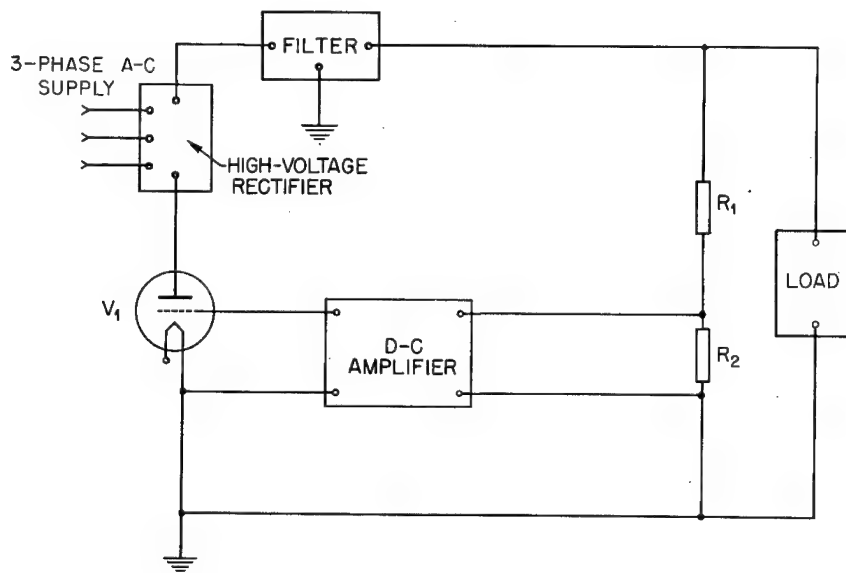 FILTER
3-PHASE A-C
SUPPLY
HIGH-VOLTAGE
RECTIFIER
R1
LOAD
V1
D-C
AMPLIFIER
R2